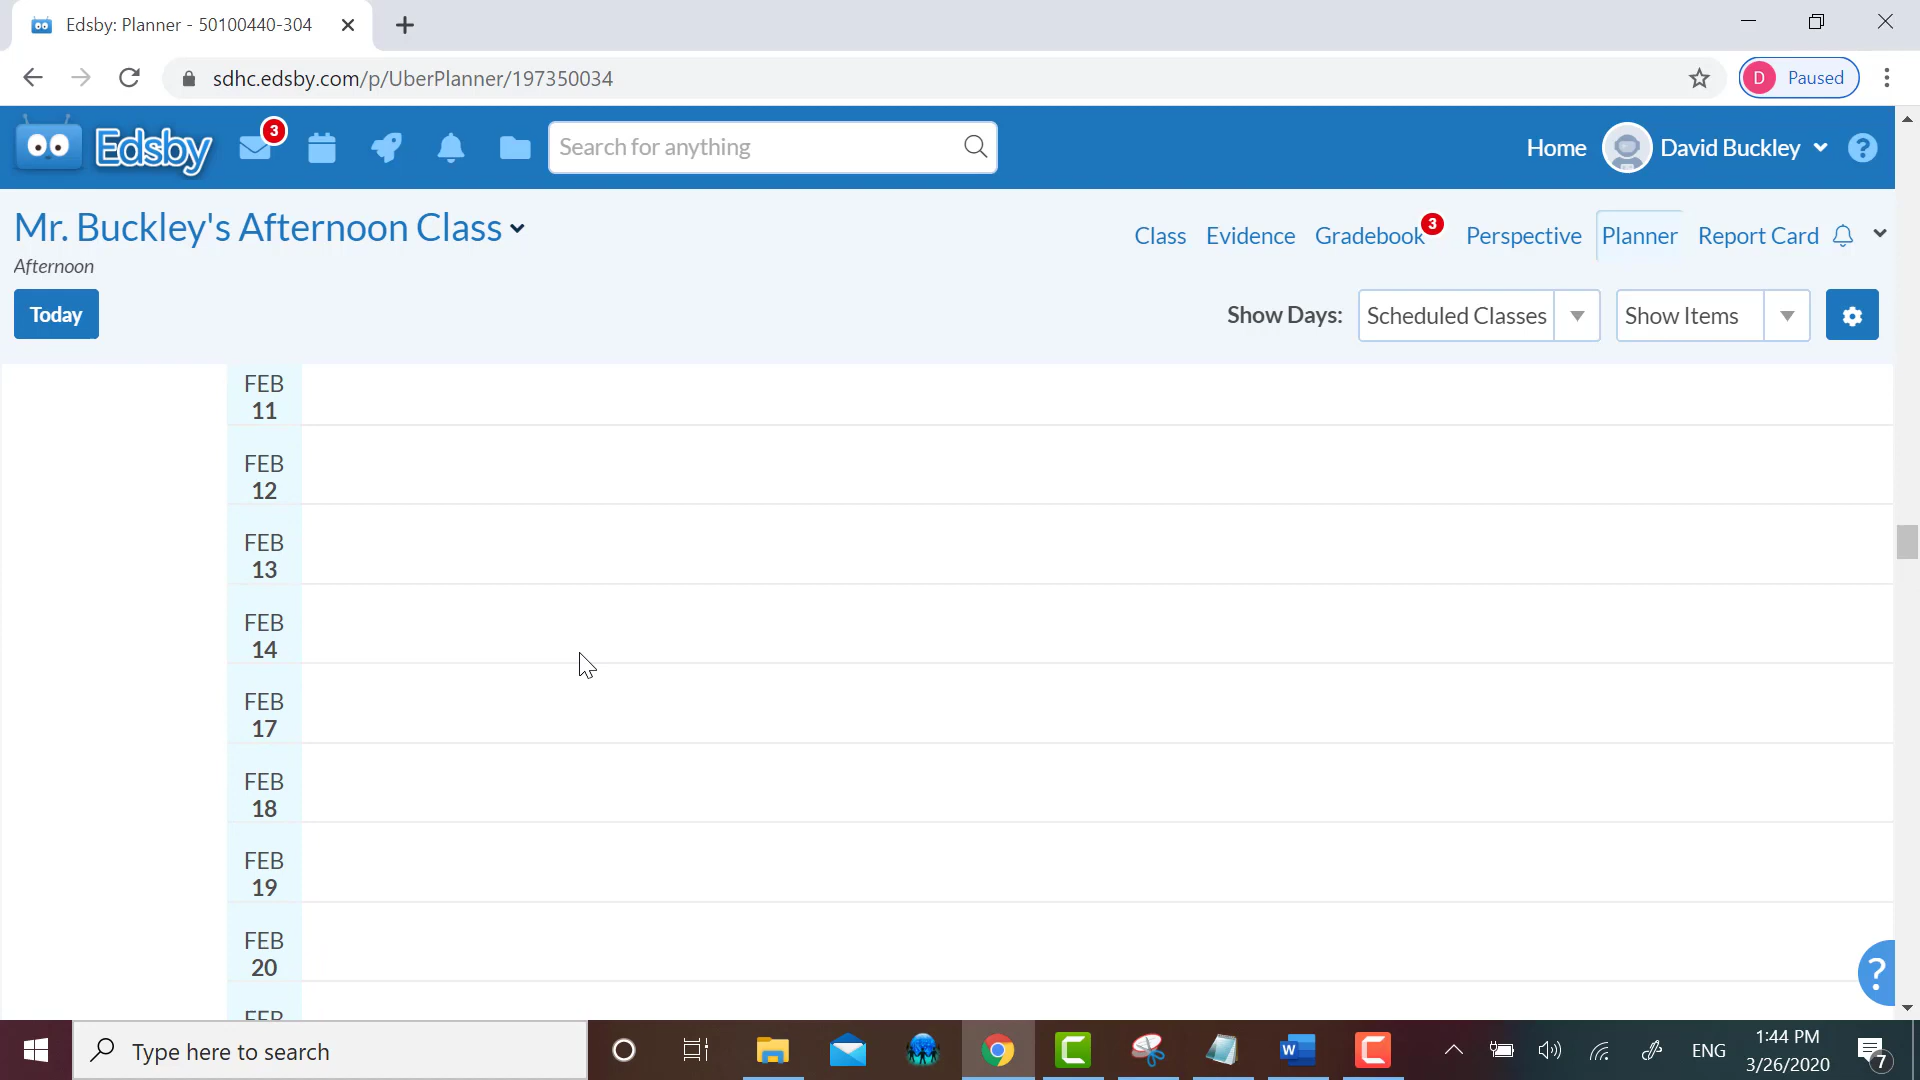 Edsby: Planner - 50100440-304
sdhc.edsby.com/p/UberPlanner/197350034
D Paused
Edsby
3
Search for anything
Home
David Buckley
?
Mr. Buckley's Afternoon Class
Afternoon
Class
Evidence
Gradebook
3
Perspective
Planner
Report Card
Today
Show Days:
Scheduled Classes
Show Items
FEB
11
FEB
12
FEB
13
FEB
14
FEB
17
FEB
18
FEB
19
FEB
20
FEB
?
Type here to search
ENG
1:44 PM
3/26/2020
7